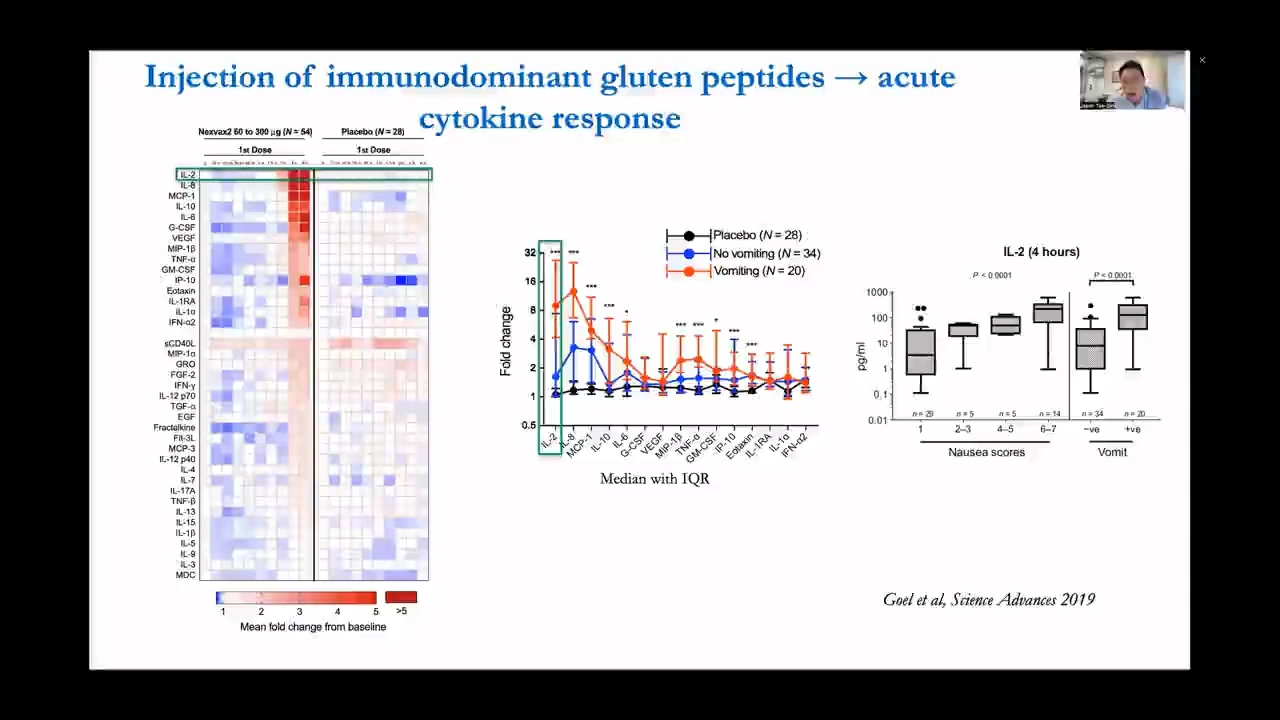 Injection of immunodominant gluten peptides → acute
cytokine response
Nexvax2 60 to 300 μg (N = 54)
Placebo (N = 28)
1st Dose
1st Dose
IL-2
IL-8
MCP-1
IL-10
IL-6
G-CSF
VEGF
MIP-1β
TNF-α
GM-CSF
IP-10
Eotaxin
IL-1RA
IL-1α
IFN-α2
sCD40L
MIP-1α
GRO
FGF-2
IFN-γ
IL-12 p70
TGF-α
EGF
Fractalkine
Flt-3L
MCP-3
IL-12 p40
IL-4
IL-7
IL-17A
TNF-β
IL-13
IL-15
IL-1β
IL-5
IL-9
IL-3
MDC
1 2 3 4 5 >5
Mean fold change from baseline
Placebo (N = 28)
No vomiting (N = 34)
Vomiting (N = 20)
Fold change
32
16
8
4
2
1
0.5
*** *** *** *** * *** *** * *** ***
IL-2 IL-8 MCP-1 IL-10 IL-6 G-CSF VEGF MIP-1β TNF-α GM-CSF IP-10 Eotaxin IL-1RA IL-1α IFN-α2
Median with IQR
IL-2 (4 hours)
P < 0.0001
P < 0.0001
pg/ml
1000
100
10
1
0.1
0.01
n = 29 n = 5 n = 5 n = 14 n = 34 n = 20
1 2–3 4–5 6–7 −ve +ve
Nausea scores
Vomit
Goel et al, Science Advances 2019